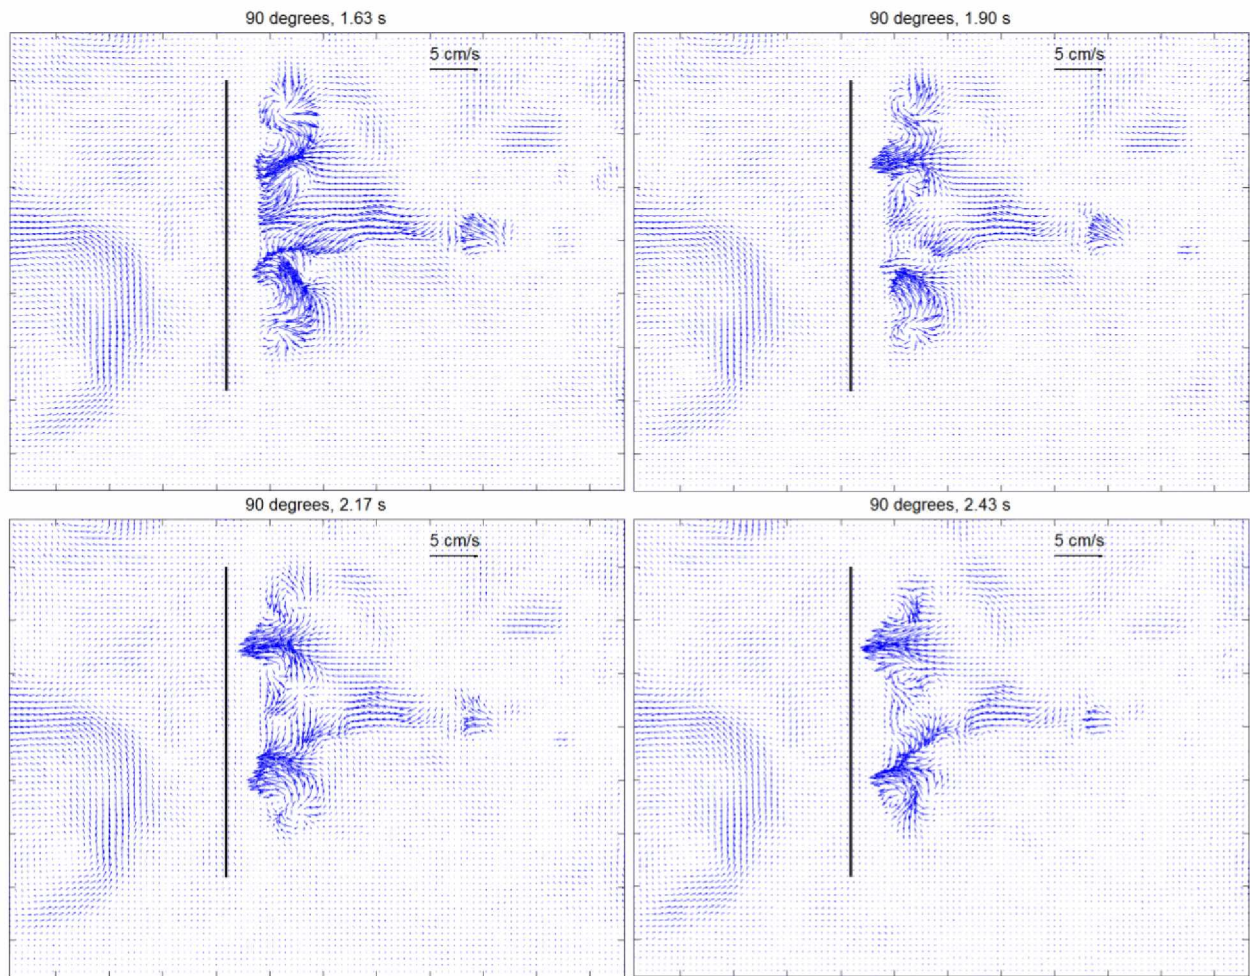 90 degrees, 1.63 s
5 cm/s
90 degrees, 1.90 s
5 cm/s
90 degrees, 2.17 s
5 cm/s
90 degrees, 2.43 s
5 cm/s